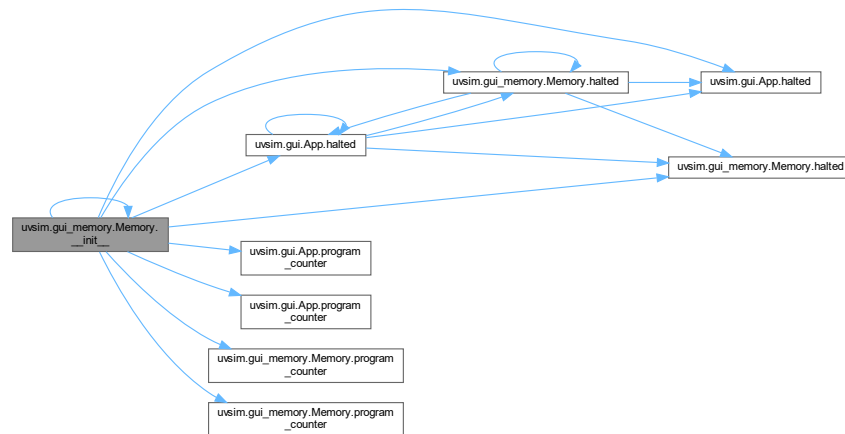 uvsim.gui_memory.Memory.halted
uvsim.gui.App.halted
uvsim.gui.App.halted
uvsim.gui_memory.Memory.halted
uvsim.gui_memory.Memory.
__init__
uvsim.gui.App.program
_counter
uvsim.gui.App.program
_counter
uvsim.gui_memory.Memory.program
_counter
uvsim.gui_memory.Memory.program
_counter